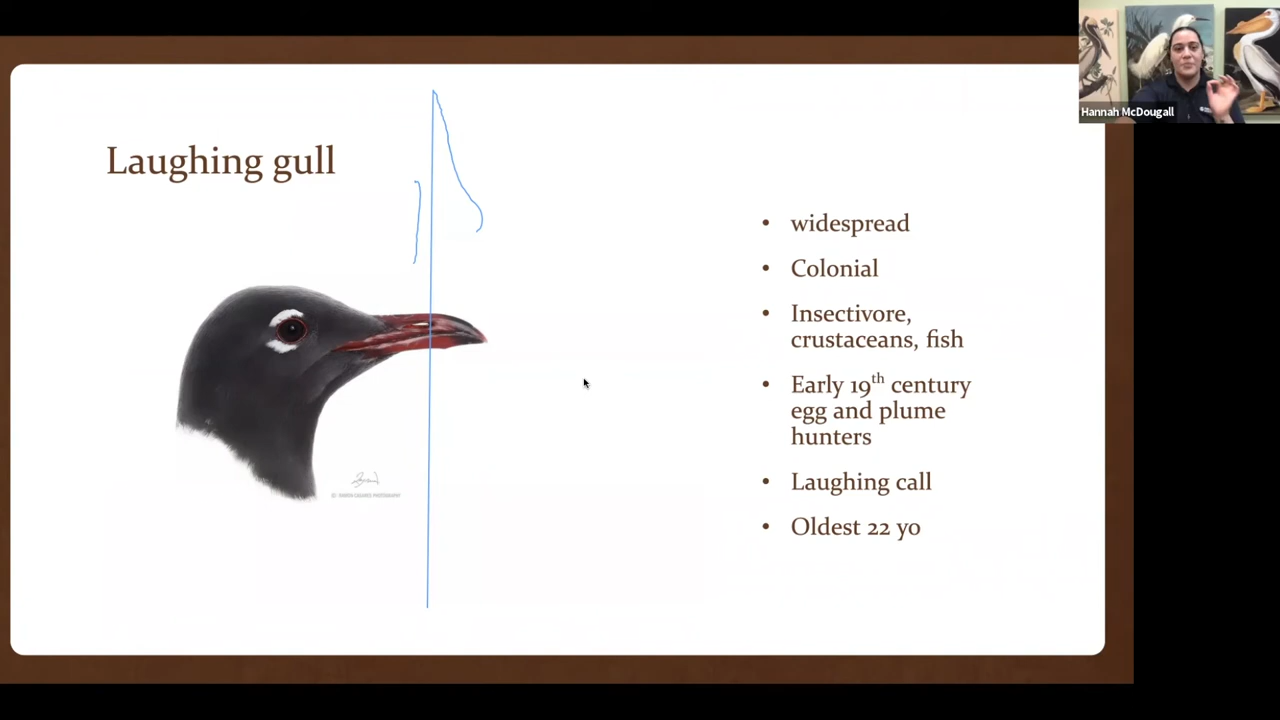 Hannah McDougall
Laughing gull
• widespread
• Colonial
• Insectivore,
crustaceans, fish
• Early 19th century
egg and plume
hunters
• Laughing call
• Oldest 22 yo